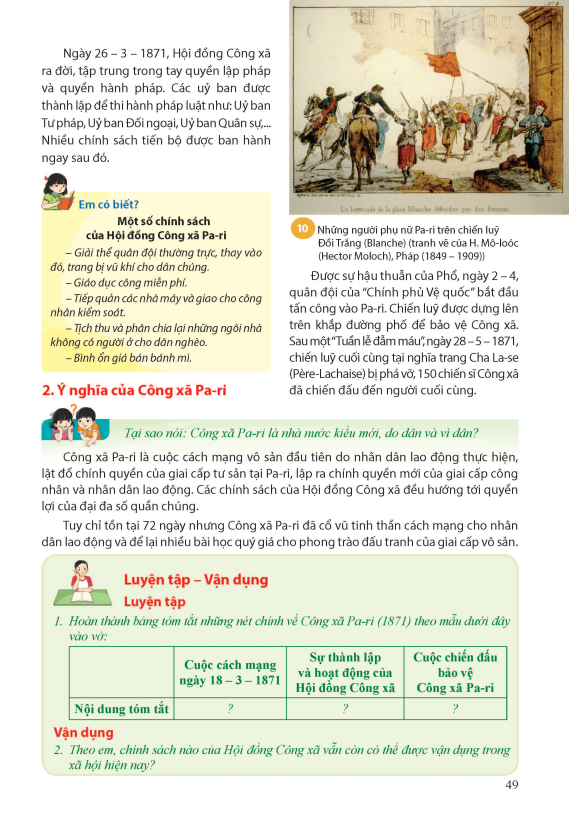 Ngày 26 – 3 – 1871, Hội đồng Công xã
ra đời, tập trung trong tay quyền lập pháp
và quyền hành pháp. Các uỷ ban được
thành lập để thi hành pháp luật như: Uỷ ban
Tư pháp, Uỷ ban Đối ngoại, Uỷ ban Quân sự,...
Nhiều chính sách tiến bộ được ban hành
ngay sau đó.
Em có biết?
Một số chính sách
của Hội đồng Công xã Pa-ri
– Giải thể quân đội thường trực, thay vào
đó, trang bị vũ khí cho dân chúng.
– Giáo dục công miễn phí.
– Tiếp quản các nhà máy và giao cho công
nhân kiểm soát.
– Tịch thu và phân chia lại những ngôi nhà
không có người ở cho dân nghèo.
– Bình ổn giá bán bánh mì.
La barricade de la place Blanche défendue par des Femmes.
10 Những người phụ nữ Pa-ri trên chiến luỹ
Đồi Trắng (Blanche) (tranh vẽ của H. Mô-loóc
(Hector Moloch), Pháp (1849 – 1909))
Được sự hậu thuẫn của Phổ, ngày 2 – 4,
quân đội của “Chính phủ Vệ quốc” bắt đầu
tấn công vào Pa-ri. Chiến luỹ được dựng lên
trên khắp đường phố để bảo vệ Công xã.
Sau một “Tuần lễ đẫm máu”, ngày 28 – 5 – 1871,
chiến luỹ cuối cùng tại nghĩa trang Cha La-se
(Père-Lachaise) bị phá vỡ, 150 chiến sĩ Công xã
đã chiến đấu đến người cuối cùng.
2. Ý nghĩa của Công xã Pa-ri
Tại sao nói: Công xã Pa-ri là nhà nước kiểu mới, do dân và vì dân?
Công xã Pa-ri là cuộc cách mạng vô sản đầu tiên do nhân dân lao động thực hiện,
lật đổ chính quyền của giai cấp tư sản tại Pa-ri, lập ra chính quyền mới của giai cấp công
nhân và nhân dân lao động. Các chính sách của Hội đồng Công xã đều hướng tới quyền
lợi của đại đa số quần chúng.
Tuy chỉ tồn tại 72 ngày nhưng Công xã Pa-ri đã cổ vũ tinh thần cách mạng cho nhân
dân lao động và để lại nhiều bài học quý giá cho phong trào đấu tranh của giai cấp vô sản.
Luyện tập – Vận dụng
Luyện tập
1. Hoàn thành bảng tóm tắt những nét chính về Công xã Pa-ri (1871) theo mẫu dưới đây
vào vở:
Cuộc cách mạng
ngày 18 – 3 – 1871
Sự thành lập
và hoạt động của
Hội đồng Công xã
Cuộc chiến đấu
bảo vệ
Công xã Pa-ri
Nội dung tóm tắt ? ? ?
Vận dụng
2. Theo em, chính sách nào của Hội đồng Công xã vẫn còn có thể được vận dụng trong
xã hội hiện nay?
49